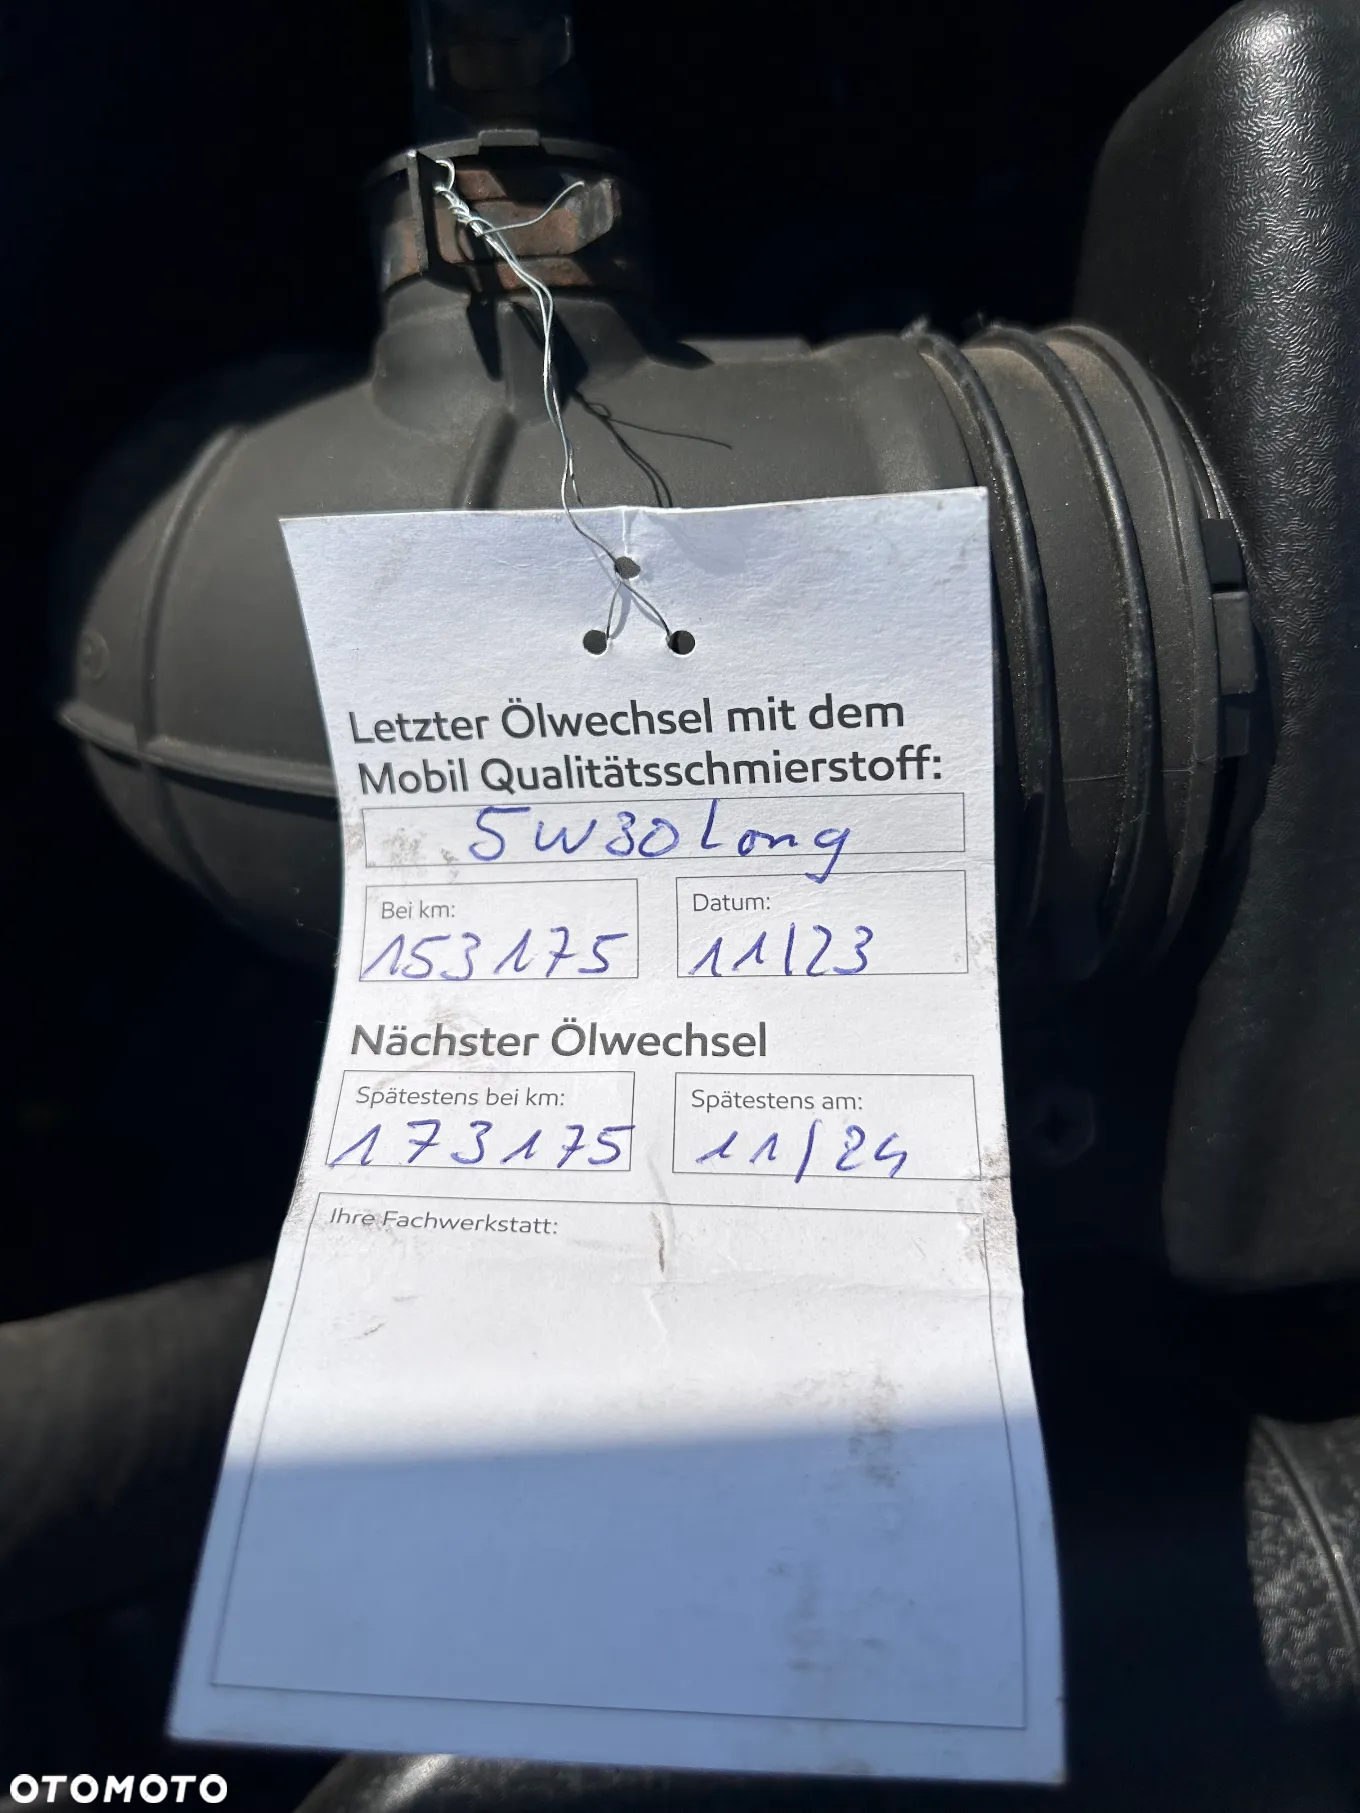 Letzter Ölwechsel mit dem
Mobil Qualitätsschmierstoff:
5W30 Long
Bei km:
153175
Datum:
11/23
Nächster Ölwechsel
Spätestens bei km:
173175
Spätestens am:
11/24
Ihre Fachwerkstatt:
OTOMOTO